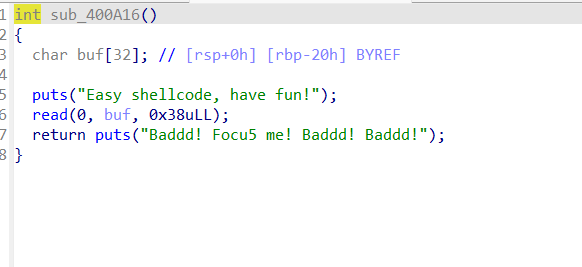 1 int sub_400A16()
2 {
3   char buf[32]; // [rsp+0h] [rbp-20h] BYREF
4
5   puts("Easy shellcode, have fun!");
6   read(0, buf, 0x38uLL);
7   return puts("Baddd! Focu5 me! Baddd! Baddd!");
8 }